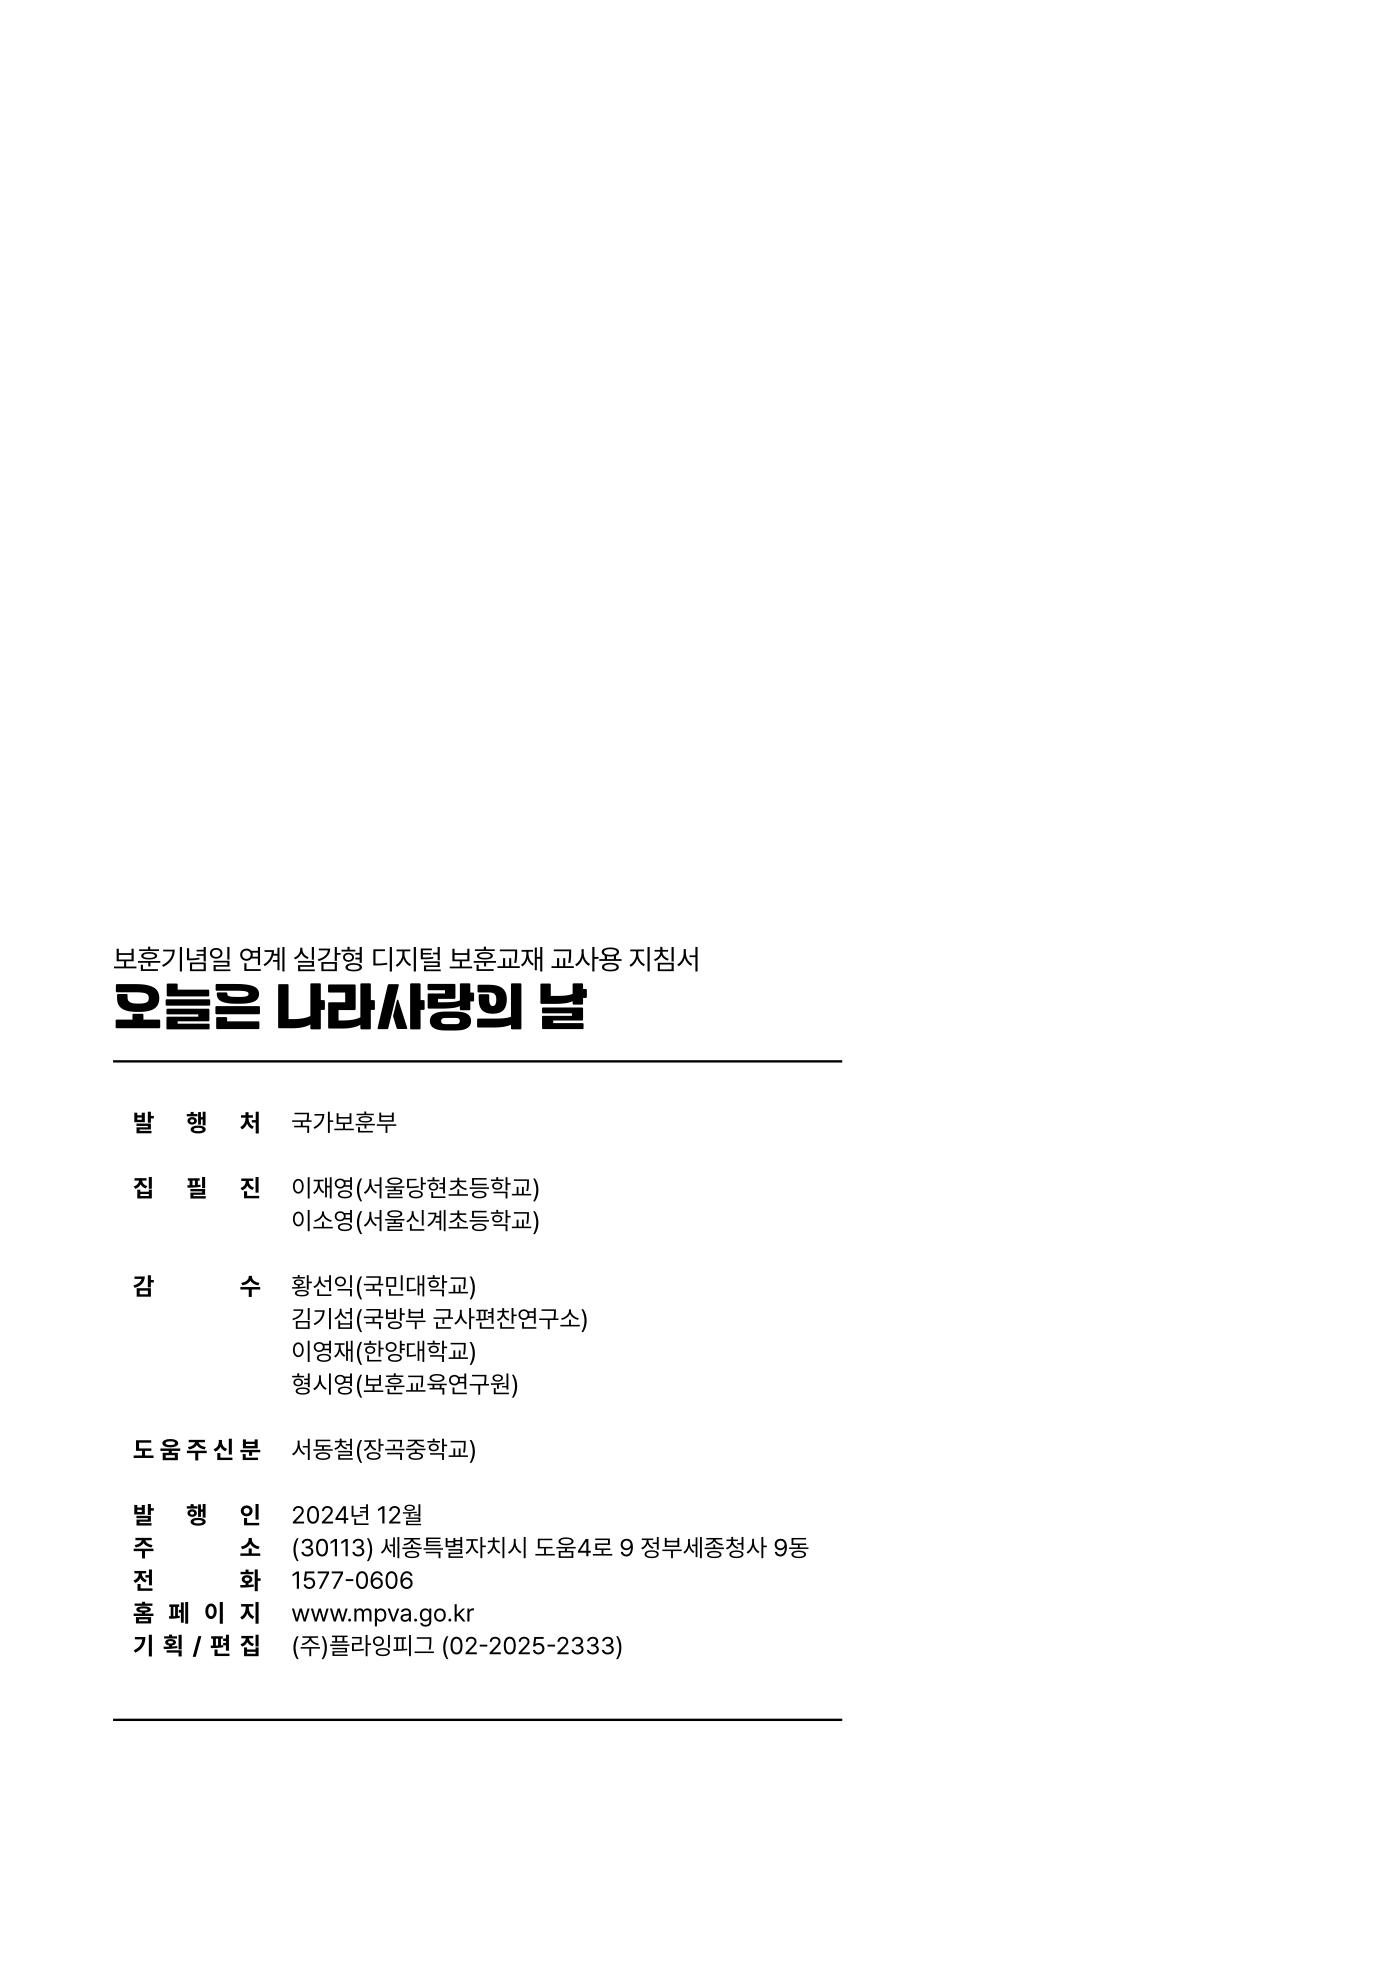 보훈기념일 연계 실감형 디지털 보훈교재 교사용 지침서
오늘은 나라사랑의 날
발 행 처 국가보훈부
집 필 진 이재영(서울당현초등학교)
이소영(서울신계초등학교)
감 수 황선익(국민대학교)
김기섭(국방부 군사편찬연구소)
이영재(한양대학교)
형시영(보훈교육연구원)
도움주신분 서동철(장곡중학교)
발 행 인 2024년 12월
주 소 (30113) 세종특별자치시 도움4로 9 정부세종청사 9동
전 화 1577-0606
홈 페 이 지 www.mpva.go.kr
기 획 / 편 집 (주)플라잉피그 (02-2025-2333)